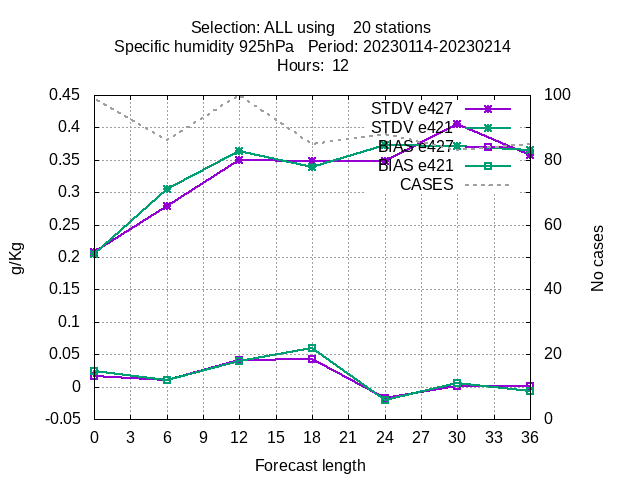 Selection: ALL using    20 stations
Specific humidity 925hPa   Period: 20230114-20230214
Hours:  12
0.45
0.4
0.35
0.3
0.25
0.2
0.15
0.1
0.05
0
-0.05
g/Kg
STDV e427
STDV e421
BIAS e427
BIAS e421
CASES
100
80
60
40
20
0
No cases
0 3 6 9 12 15 18 21 24 27 30 33 36
Forecast length